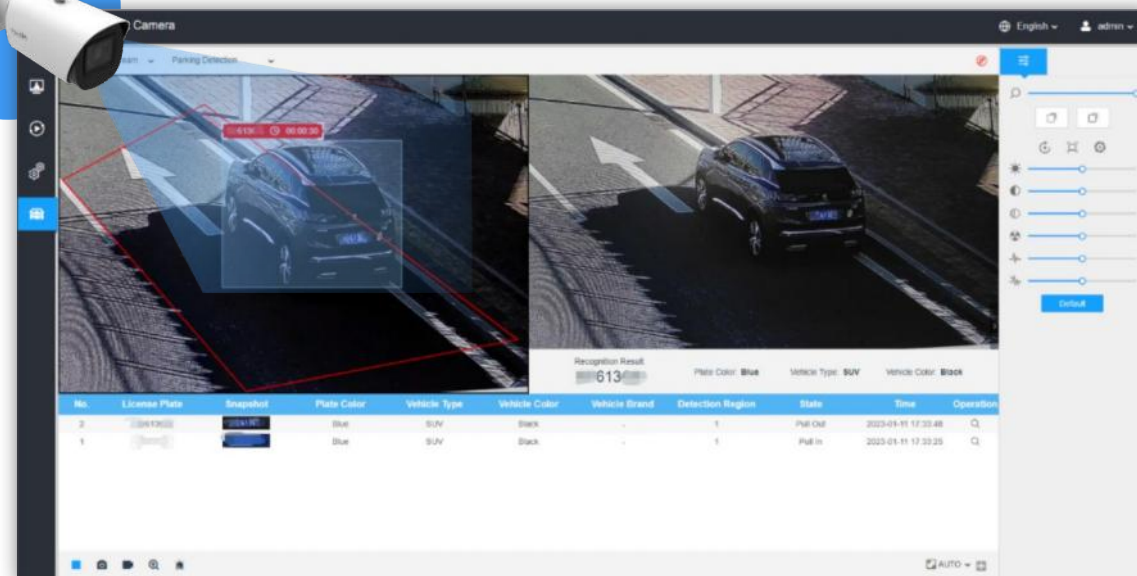 Camera
English
admin
Parking Detection
613
00:00:30
Recognition Result
613
Plate Color: Blue
Vehicle Type: SUV
Vehicle Color: Black
No. License Plate Snapshot Plate Color Vehicle Type Vehicle Color Vehicle Brand Detection Region State Time Operation
2 Blue SUV Black - 1 Pull Out 2023-01-11 17:33:48
1 Blue SUV Black - 1 Pull In 2023-01-11 17:33:25
Default
AUTO